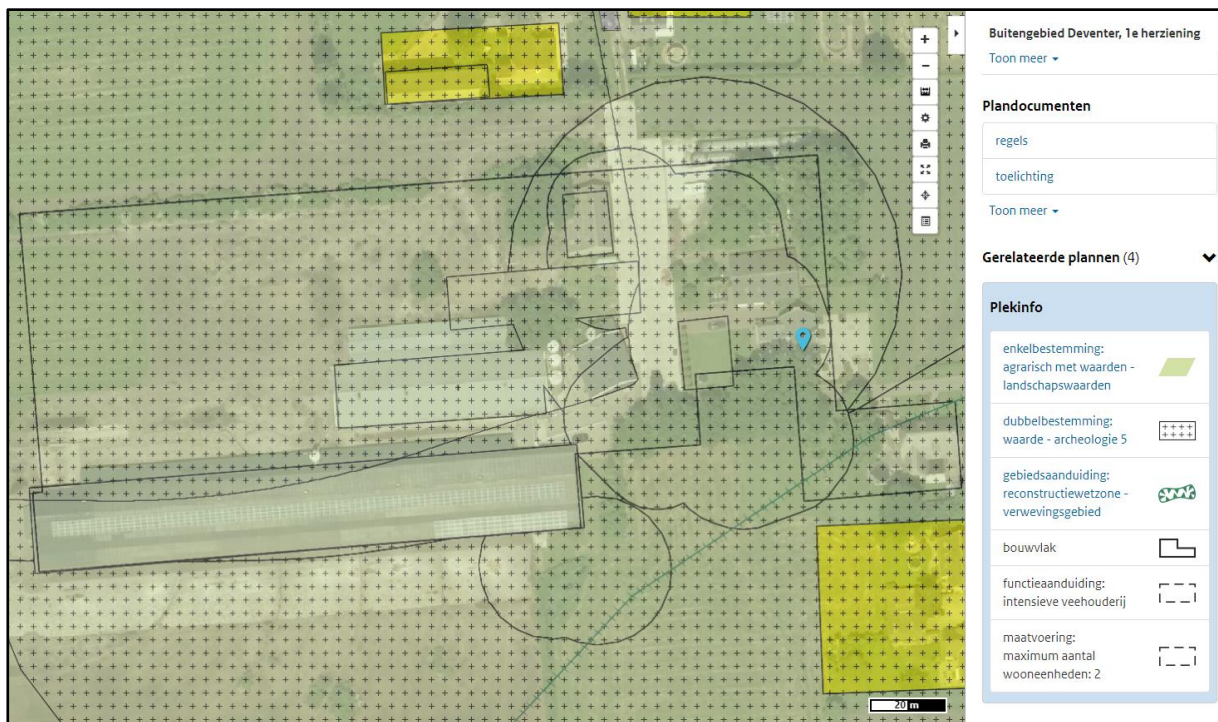 Buitengebied Deventer, 1e herziening
Toon meer
Plandocumenten
regels
toelichting
Toon meer
Gerelateerde plannen (4)
Plekinfo
enkelbestemming:
agrarisch met waarden -
landschapswaarden
dubbelbestemming:
waarde - archeologie 5
gebiedsaanduiding:
reconstructiewetzone -
verwevingsgebied
bouwvlak
functieaanduiding:
intensieve veehouderij
maatvoering:
maximum aantal
wooneenheden: 2
20 m